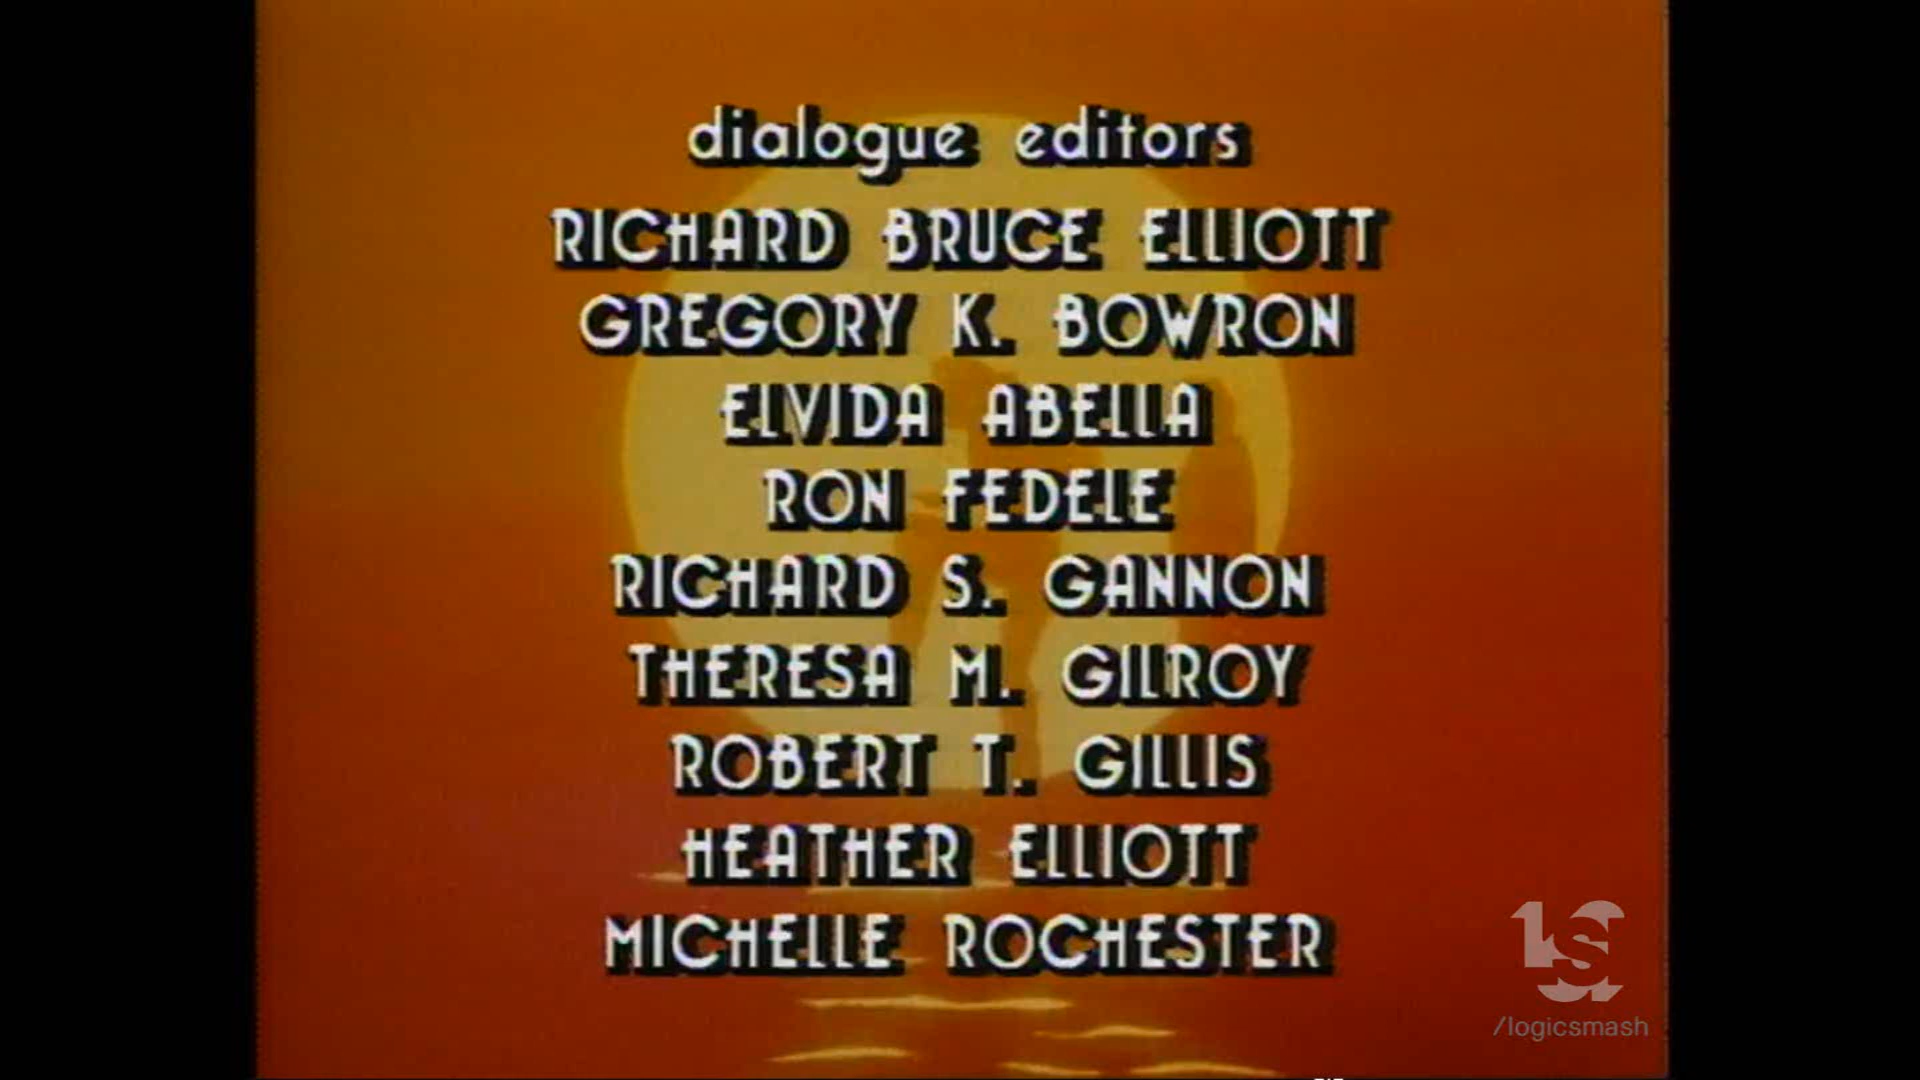 dialogue editors
RICHARD BRUCE ELLIOTT
GREGORY K. BOWRON
ELVIDA ABELLA
RON FEDELE
RICHARD S. GANNON
THERESA M. GILROY
ROBERT T. GILLIS
HEATHER ELLIOTT
MICHELLE ROCHESTER
LS
/logicsmash